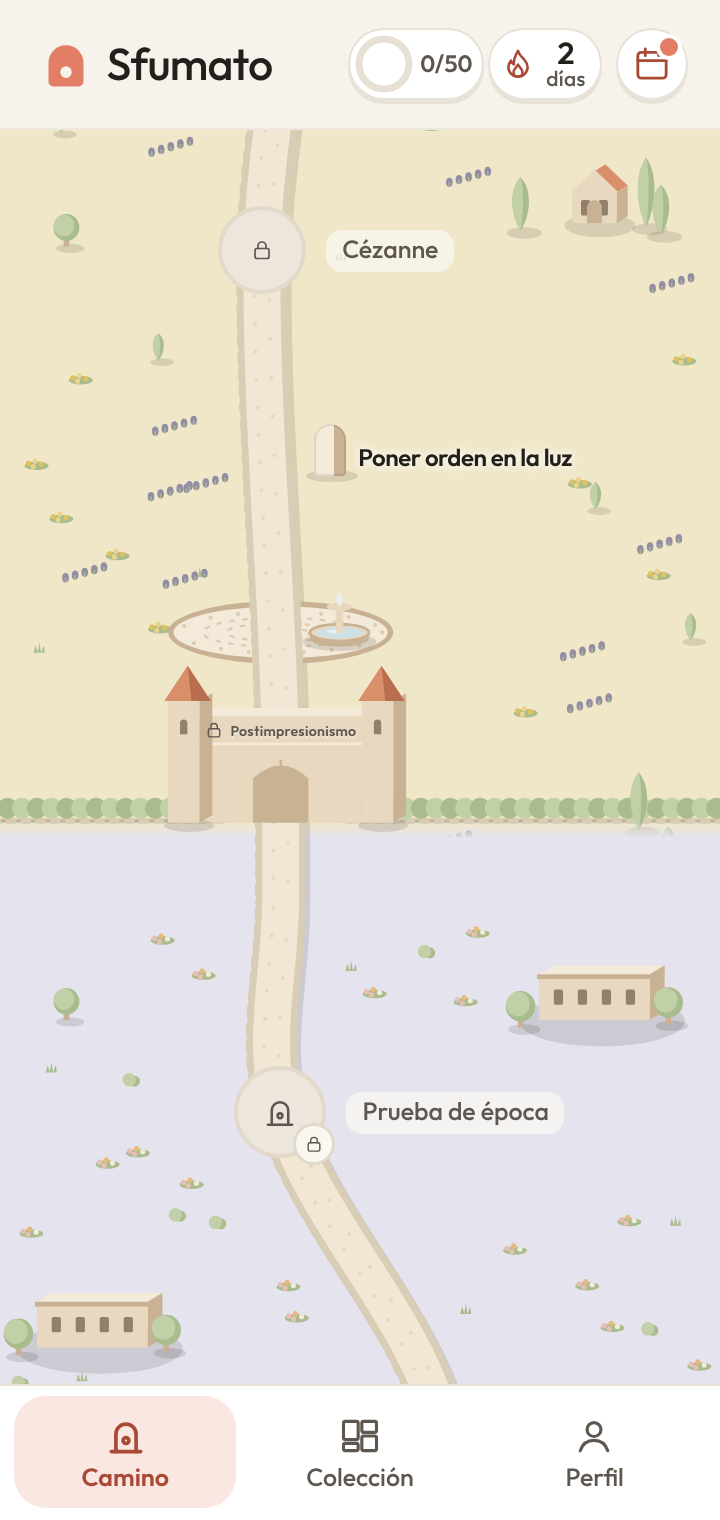 Sfumato
0/50
2
días
Cézanne
Poner orden en la luz
Postimpresionismo
Prueba de época
Camino
Colección
Perfil